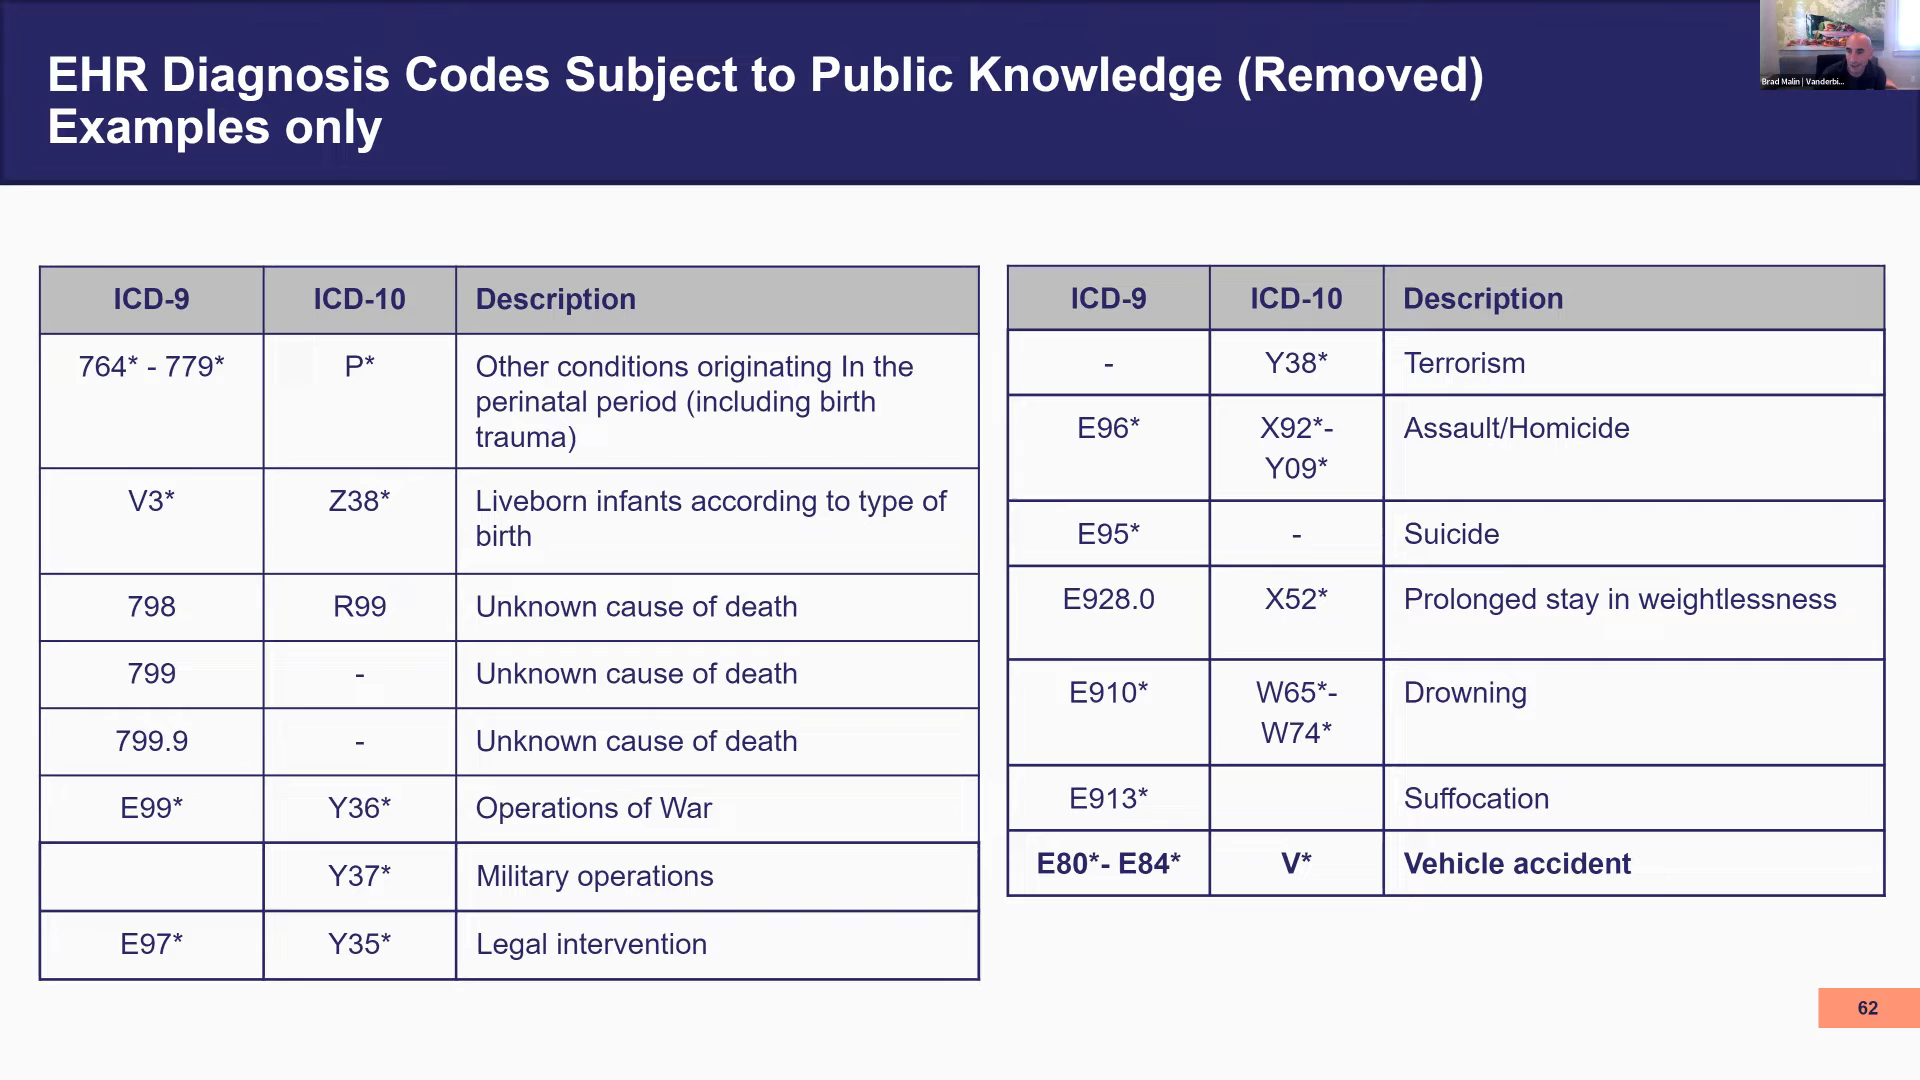 EHR Diagnosis Codes Subject to Public Knowledge (Removed)
Examples only
Brad Malin | Vanderbi...
ICD-9 ICD-10 Description
764* - 779* P* Other conditions originating In the
perinatal period (including birth
trauma)
V3* Z38* Liveborn infants according to type of
birth
798 R99 Unknown cause of death
799 - Unknown cause of death
799.9 - Unknown cause of death
E99* Y36* Operations of War
Y37* Military operations
E97* Y35* Legal intervention
ICD-9 ICD-10 Description
- Y38* Terrorism
E96* X92*- Assault/Homicide
Y09*
E95* - Suicide
E928.0 X52* Prolonged stay in weightlessness
E910* W65*- Drowning
W74*
E913* Suffocation
E80*- E84* V* Vehicle accident
62